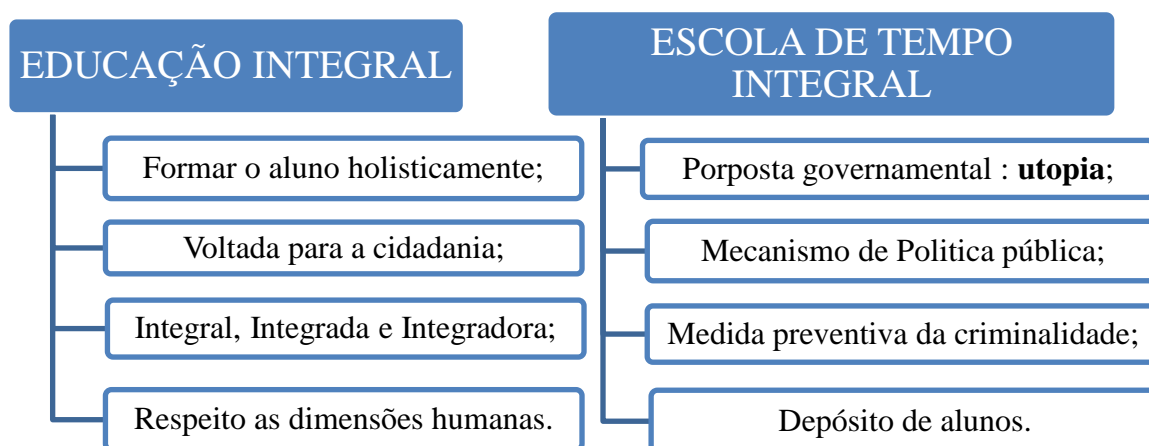 EDUCAÇÃO INTEGRAL
Formar o aluno holisticamente;
Voltada para a cidadania;
Integral, Integrada e Integradora;
Respeito as dimensões humanas.
ESCOLA DE TEMPO
INTEGRAL
Porposta governamental : utopia;
Mecanismo de Politica pública;
Medida preventiva da criminalidade;
Depósito de alunos.